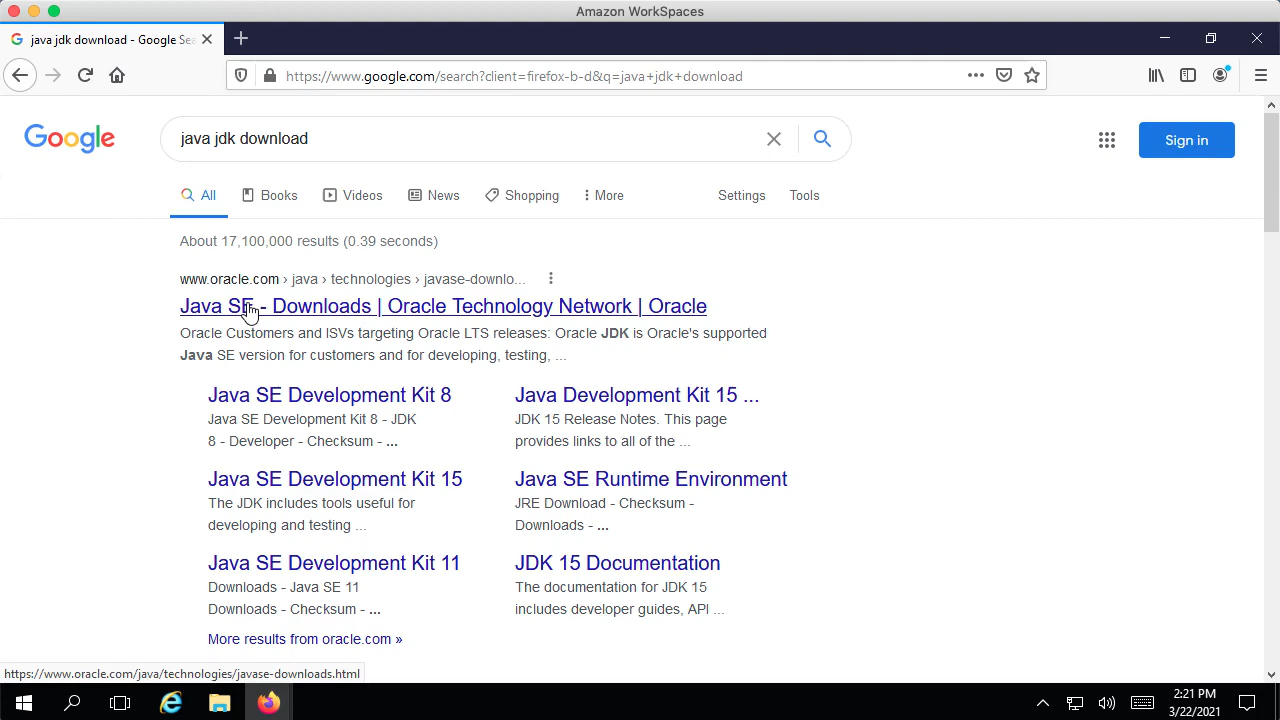 Amazon WorkSpaces
java jdk download - Google Se
https://www.google.com/search?client=firefox-b-d&q=java+jdk+download
Google
java jdk download
Sign in
All
Books
Videos
News
Shopping
More
Settings
Tools
About 17,100,000 results (0.39 seconds)
www.oracle.com › java › technologies › javase-downlo...
Java SE - Downloads | Oracle Technology Network | Oracle
Oracle Customers and ISVs targeting Oracle LTS releases: Oracle JDK is Oracle's supported
Java SE version for customers and for developing, testing, ...
Java SE Development Kit 8
Java SE Development Kit 8 - JDK
8 - Developer - Checksum - ...
Java Development Kit 15 ...
JDK 15 Release Notes. This page
provides links to all of the ...
Java SE Development Kit 15
The JDK includes tools useful for
developing and testing ...
Java SE Runtime Environment
JRE Download - Checksum -
Downloads - ...
Java SE Development Kit 11
Downloads - Java SE 11
Downloads - Checksum - ...
JDK 15 Documentation
The documentation for JDK 15
includes developer guides, API ...
More results from oracle.com »
https://www.oracle.com/java/technologies/javase-downloads.html
2:21 PM
3/22/2021